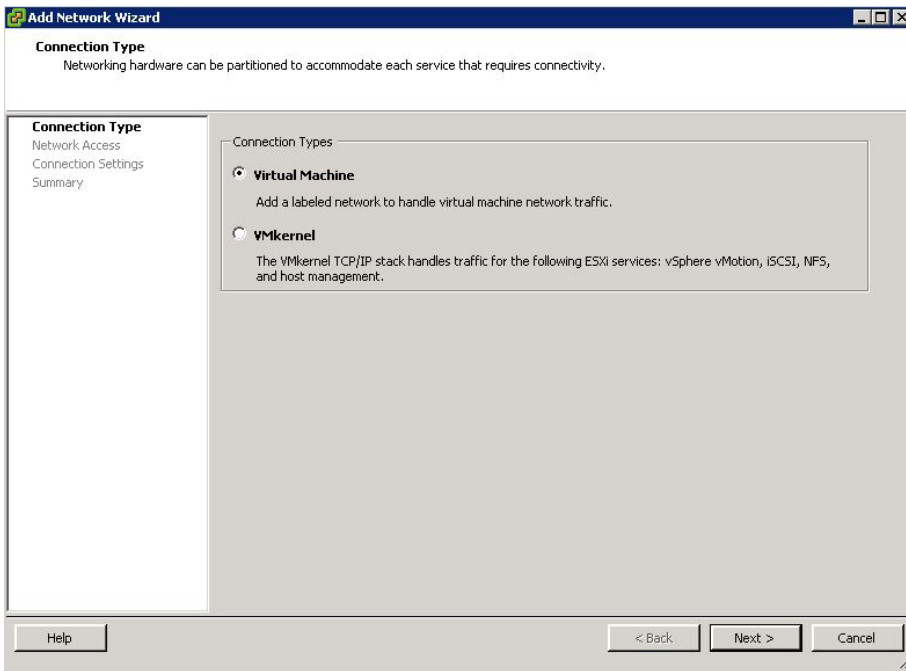 Add Network Wizard
Connection Type
Networking hardware can be partitioned to accommodate each service that requires connectivity.
Connection Type
Network Access
Connection Settings
Summary
Connection Types
Virtual Machine
Add a labeled network to handle virtual machine network traffic.
VMkernel
The VMkernel TCP/IP stack handles traffic for the following ESXi services: vSphere vMotion, iSCSI, NFS,
and host management.
Help
< Back
Next >
Cancel